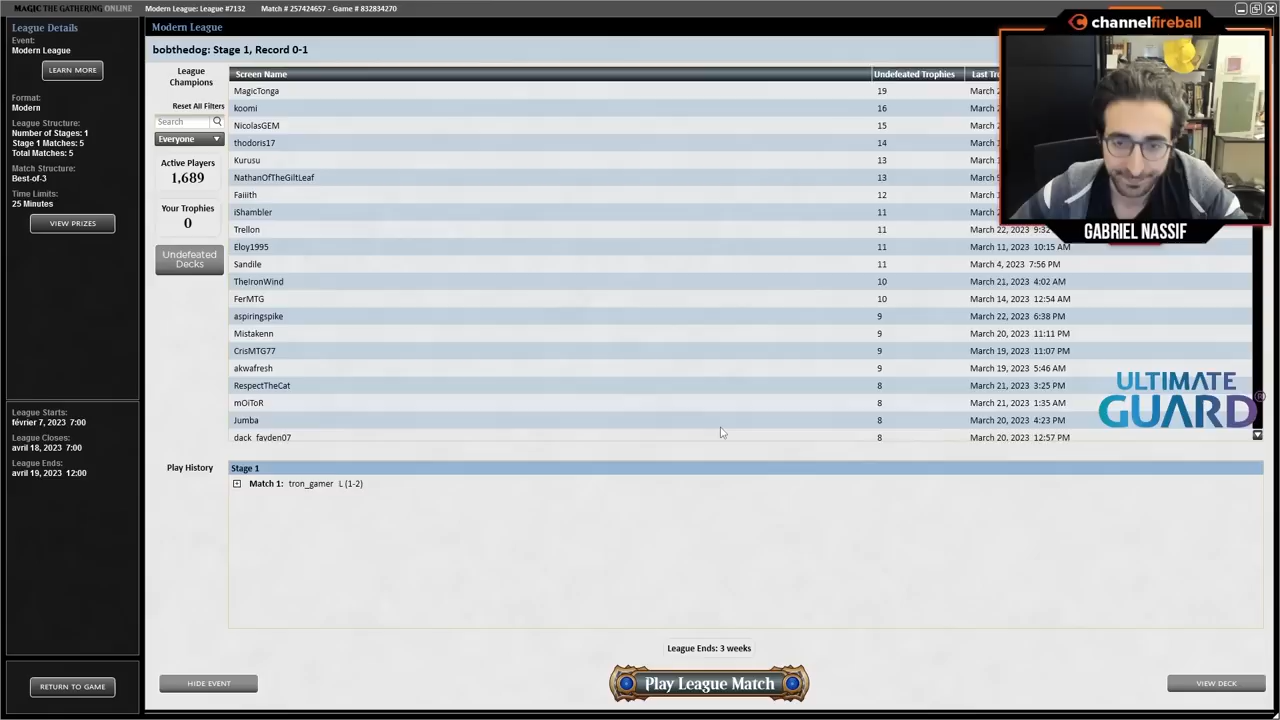 MAGIC THE GATHERING ONLINE Modern League: League #7132 Match # 257424657 - Game # 832834270
League Details
Event:
Modern League
LEARN MORE
Format:
Modern
League Structure:
Number of Stages: 1
Stage 1 Matches: 5
Total Matches: 5
Match Structure:
Best-of-3
Time Limits:
25 Minutes
VIEW PRIZES
League Starts:
février 7, 2023 7:00
League Closes:
avril 18, 2023 7:00
League Ends:
avril 19, 2023 12:00
RETURN TO GAME
Modern League
bobthedog: Stage 1, Record 0-1
League
Champions
Reset All Filters
Search
Everyone
Active Players
1,689
Your Trophies
0
Undefeated
Decks
Screen Name Undefeated Trophies Last
MagicTonga 19 March
koomi 16 March
NicolasGEM 15 March
thodoris17 14 March
Kurusu 13 March
NathanOfTheGiltLeaf 13 March
Faiiith 12 March
iShambler 11 March
Trellon 11 March 22, 2023 9:32
Eloy1995 11 March 11, 2023 10:15 AM
Sandile 11 March 4, 2023 7:56 PM
TheIronWind 10 March 21, 2023 4:02 AM
FerMTG 10 March 14, 2023 12:54 AM
aspiringspike 9 March 22, 2023 6:38 PM
Mistakenn 9 March 20, 2023 11:11 PM
CrisMTG77 9 March 19, 2023 11:07 PM
akwafresh 9 March 19, 2023 5:46 AM
RespectTheCat 8 March 21, 2023 3:25 PM
mOiToR 8 March 21, 2023 1:35 AM
Jumba 8 March 20, 2023 4:23 PM
dack_fayden07 8 March 20, 2023 12:57 PM
Play History
Stage 1
Match 1: tron_gamer L (1-2)
League Ends: 3 weeks
HIDE EVENT
Play League Match
VIEW DECK
channelfireball
GABRIEL NASSIF
ULTIMATE
GUARD®